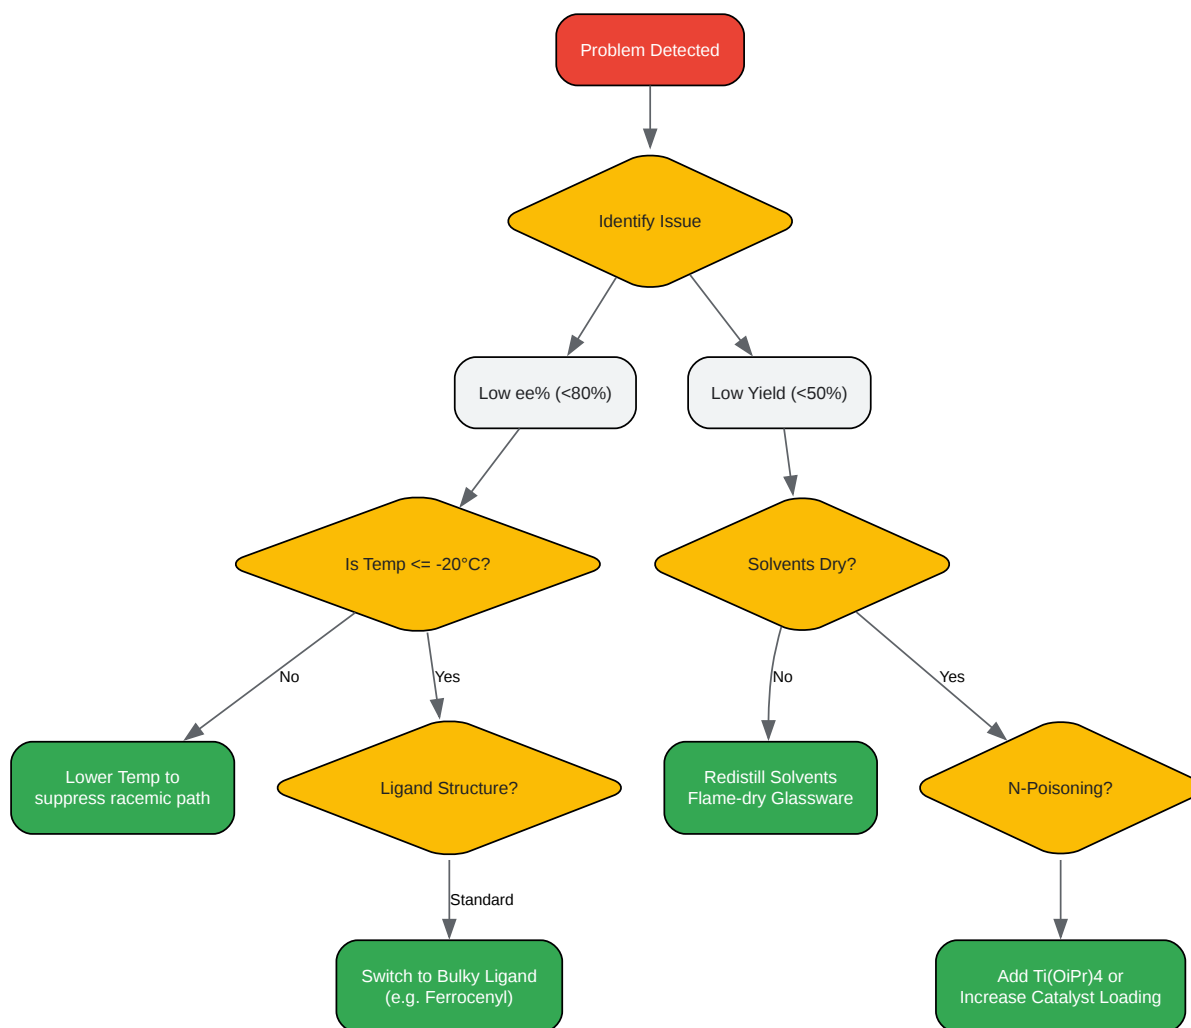 Problem Detected
Identify Issue
Low ee% (<80%)
Low Yield (<50%)
Is Temp <= -20°C?
Solvents Dry?
No
Yes
No
Yes
Lower Temp to
suppress racemic path
Ligand Structure?
Redistill Solvents
Flame-dry Glassware
N-Poisoning?
Standard
Switch to Bulky Ligand
(e.g. Ferrocenyl)
Add Ti(OiPr)4 or
Increase Catalyst Loading